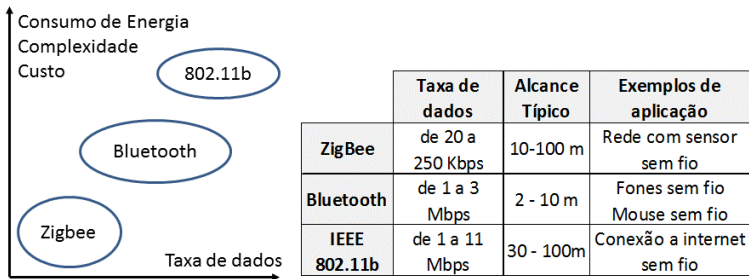 Consumo de Energia
Complexidade
Custo
802.11b
Bluetooth
Zigbee
Taxa de dados
Taxa de dados
Alcance Típico
Exemplos de aplicação
ZigBee
de 20 a 250 Kbps
10-100 m
Rede com sensor sem fio
Bluetooth
de 1 a 3 Mbps
2 - 10 m
Fones sem fio
Mouse sem fio
IEEE 802.11b
de 1 a 11 Mbps
30 - 100m
Conexão a internet sem fio